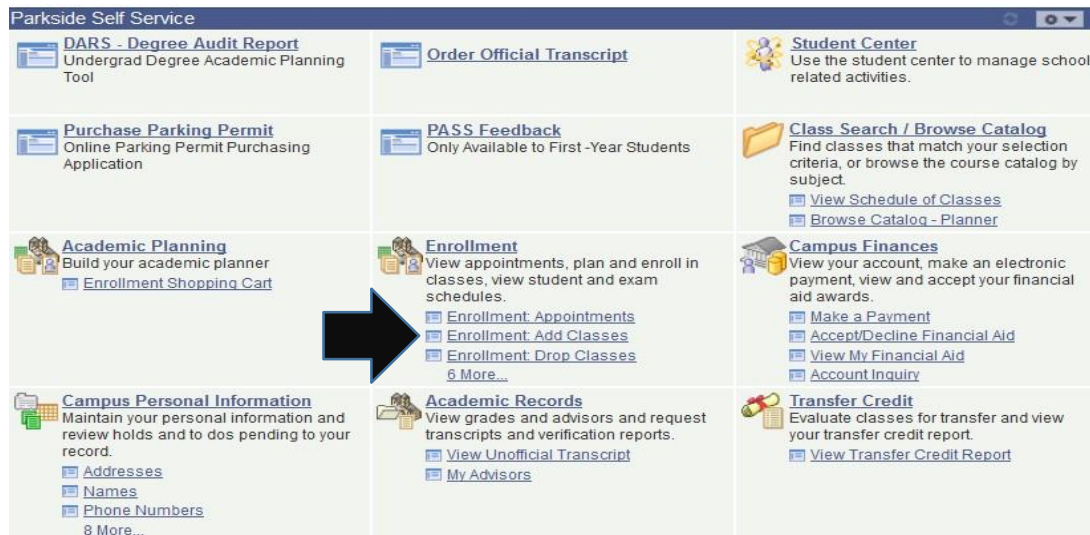 Parkside Self Service
DARS - Degree Audit Report
Undergrad Degree Academic Planning
Tool
Order Official Transcript
Student Center
Use the student center to manage school
related activities.
Purchase Parking Permit
Online Parking Permit Purchasing
Application
PASS Feedback
Only Available to First -Year Students
Class Search / Browse Catalog
Find classes that match your selection
criteria, or browse the course catalog by
subject.
View Schedule of Classes
Browse Catalog - Planner
Academic Planning
Build your academic planner
Enrollment Shopping Cart
Enrollment
View appointments, plan and enroll in
classes, view student and exam
schedules.
Enrollment: Appointments
Enrollment: Add Classes
Enrollment: Drop Classes
6 More...
Campus Finances
View your account, make an electronic
payment, view and accept your financial
aid awards.
Make a Payment
Accept/Decline Financial Aid
View My Financial Aid
Account Inquiry
Campus Personal Information
Maintain your personal information and
review holds and to dos pending to your
record.
Addresses
Names
Phone Numbers
8 More...
Academic Records
View grades and advisors and request
transcripts and verification reports.
View Unofficial Transcript
My Advisors
Transfer Credit
Evaluate classes for transfer and view
your transfer credit report.
View Transfer Credit Report